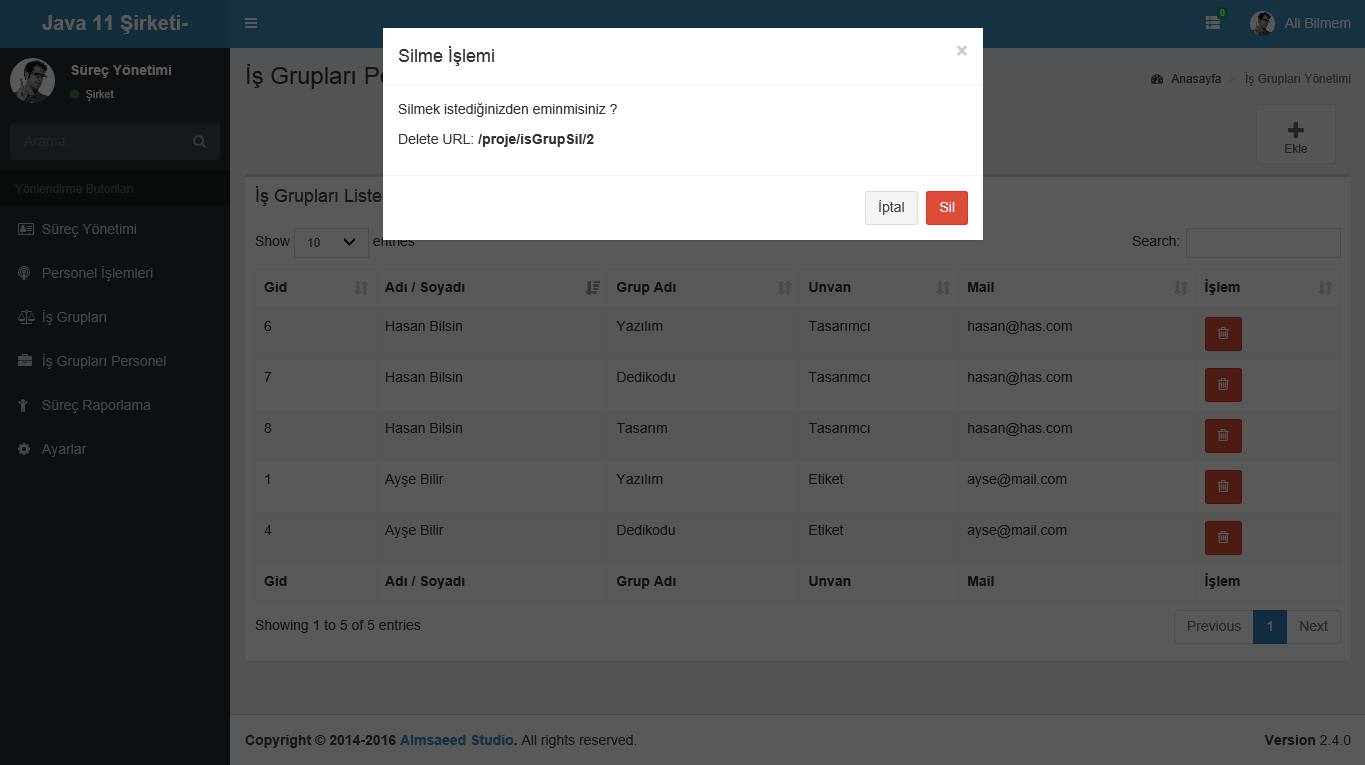 Java 11 Şirketi-
0
Ali Bilmem
Süreç Yönetimi
Şirket
Arama..
Yönlendirme Butonları
Süreç Yönetimi
Personel İşlemleri
İş Grupları
İş Grupları Personel
Süreç Raporlama
Ayarlar
İş Grupları
Anasayfa > İş Grupları Yönetimi
Ekle
Silme İşlemi ×
Silmek istediğinizden eminmisiniz ?
Delete URL: /proje/isGrupSil/2
İptal Sil
İş Grupları Liste
Show 10 entries
Search:
Gid Adı / Soyadı Grup Adı Unvan Mail İşlem
6 Hasan Bilsin Yazılım Tasarımcı hasan@has.com
7 Hasan Bilsin Dedikodu Tasarımcı hasan@has.com
8 Hasan Bilsin Tasarım Tasarımcı hasan@has.com
1 Ayşe Bilir Yazılım Etiket ayse@mail.com
4 Ayşe Bilir Dedikodu Etiket ayse@mail.com
Gid Adı / Soyadı Grup Adı Unvan Mail İşlem
Showing 1 to 5 of 5 entries
Previous 1 Next
Copyright © 2014-2016 Almsaeed Studio. All rights reserved.
Version 2.4.0